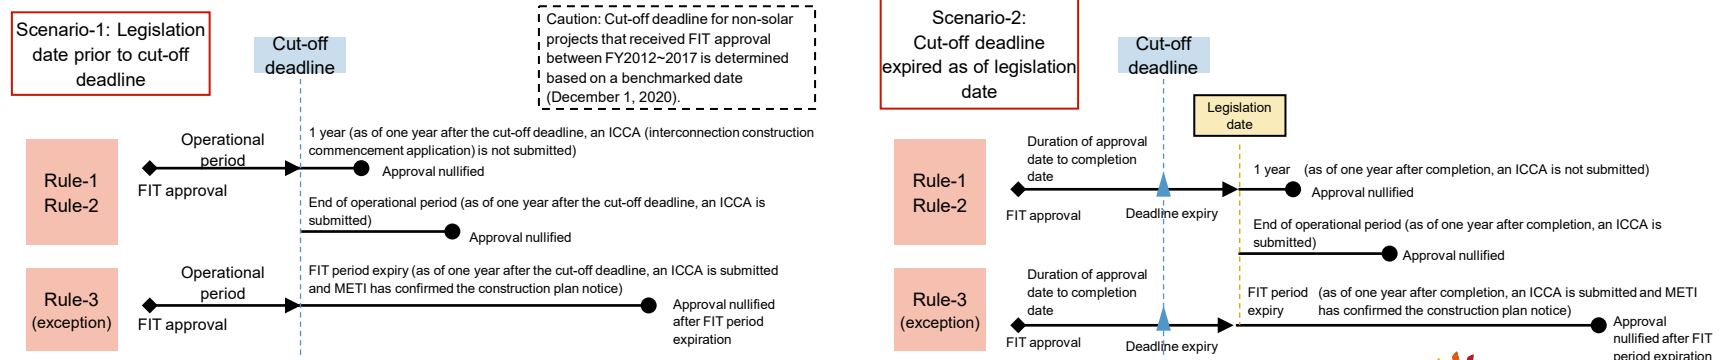 Scenario-1: Legislation
date prior to cut-off
deadline
Cut-off
deadline
Caution: Cut-off deadline for non-solar
projects that received FIT approval
between FY2012~2017 is determined
based on a benchmarked date
(December 1, 2020).
Rule-1
Rule-2
Operational
period
FIT approval
1 year (as of one year after the cut-off deadline, an ICCA (interconnection construction
commencement application) is not submitted)
Approval nullified
End of operational period (as of one year after the cut-off deadline, an ICCA is
submitted)
Approval nullified
Rule-3
(exception)
Operational
period
FIT approval
FIT period expiry (as of one year after the cut-off deadline, an ICCA is submitted
and METI has confirmed the construction plan notice)
Approval nullified
after FIT period
expiration
Scenario-2:
Cut-off deadline
expired as of legislation
date
Cut-off
deadline
Legislation
date
Rule-1
Rule-2
Duration of approval
date to completion
date
FIT approval
Deadline expiry
1 year (as of one year after completion, an ICCA is not submitted)
Approval nullified
End of operational period (as of one year after completion, an ICCA is
submitted)
Approval nullified
Rule-3
(exception)
Duration of approval
date to completion
date
FIT approval
Deadline expiry
FIT period
expiry
(as of one year after completion, an ICCA is submitted and METI
has confirmed the construction plan notice)
Approval
nullified after FIT
period expiration